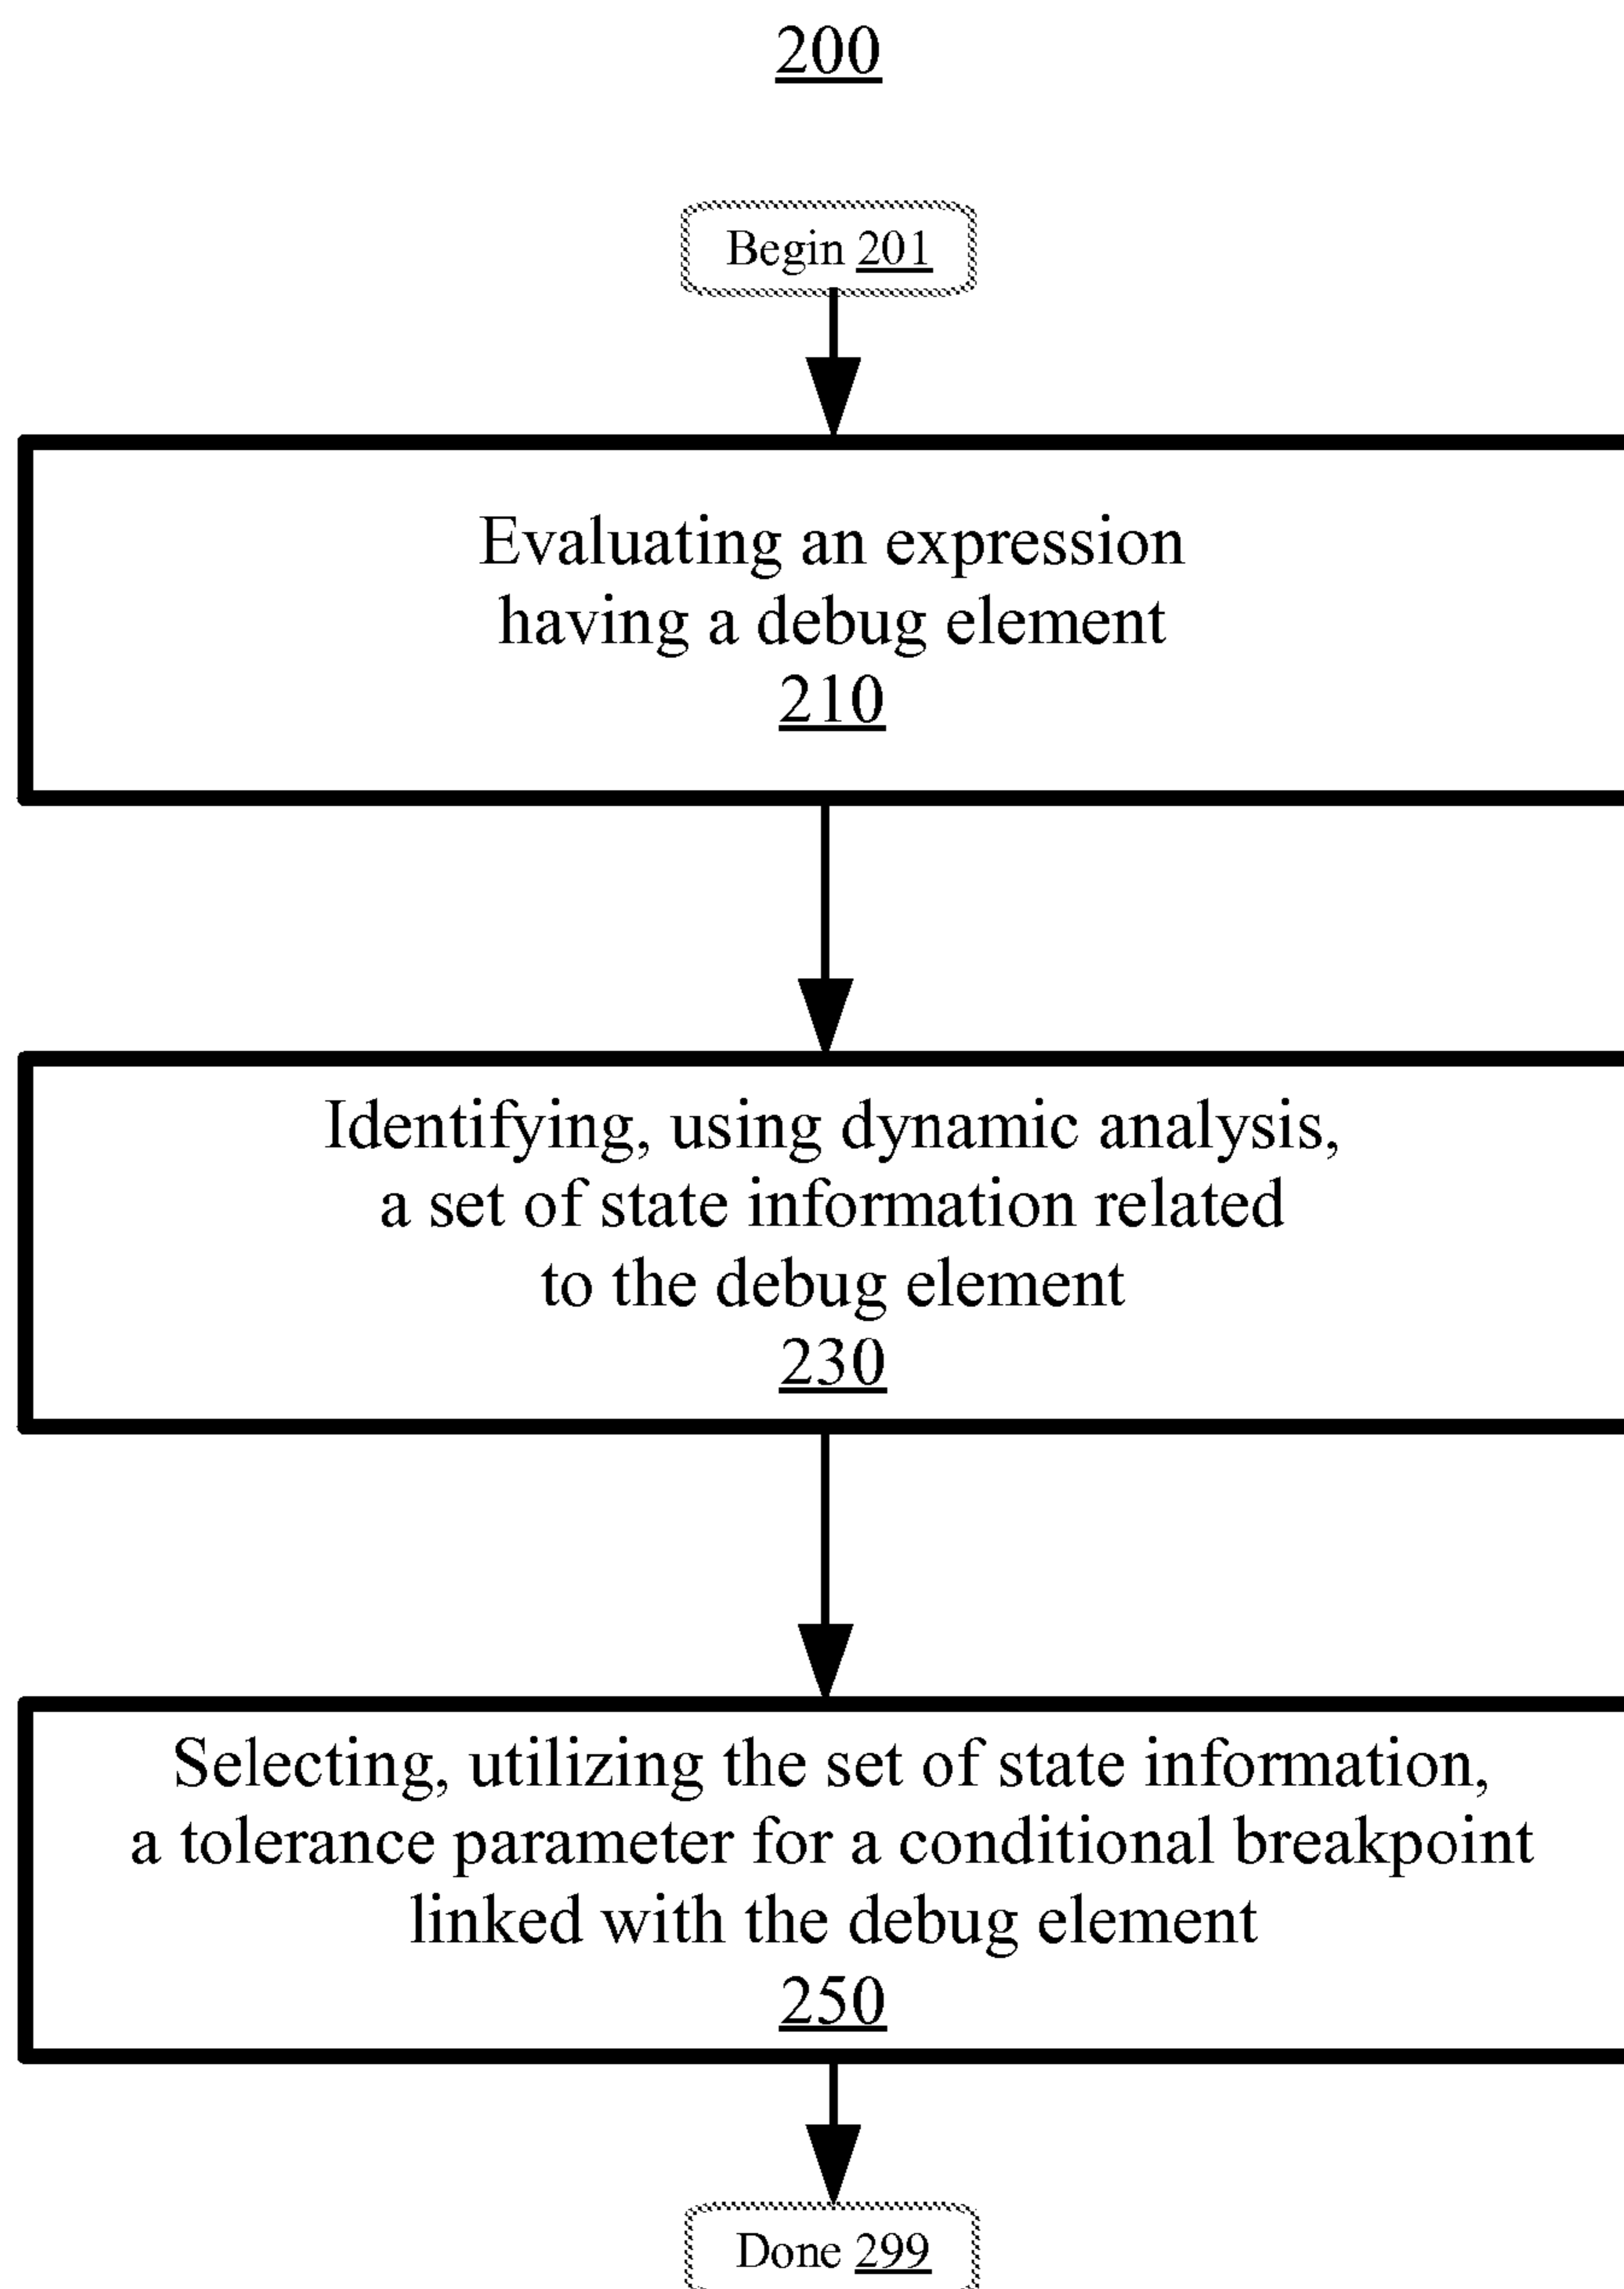 200
Begin 201
Evaluating an expression
having a debug element
210
Identifying, using dynamic analysis,
a set of state information related
to the debug element
230
Selecting, utilizing the set of state information,
a tolerance parameter for a conditional breakpoint
linked with the debug element
250
Done 299